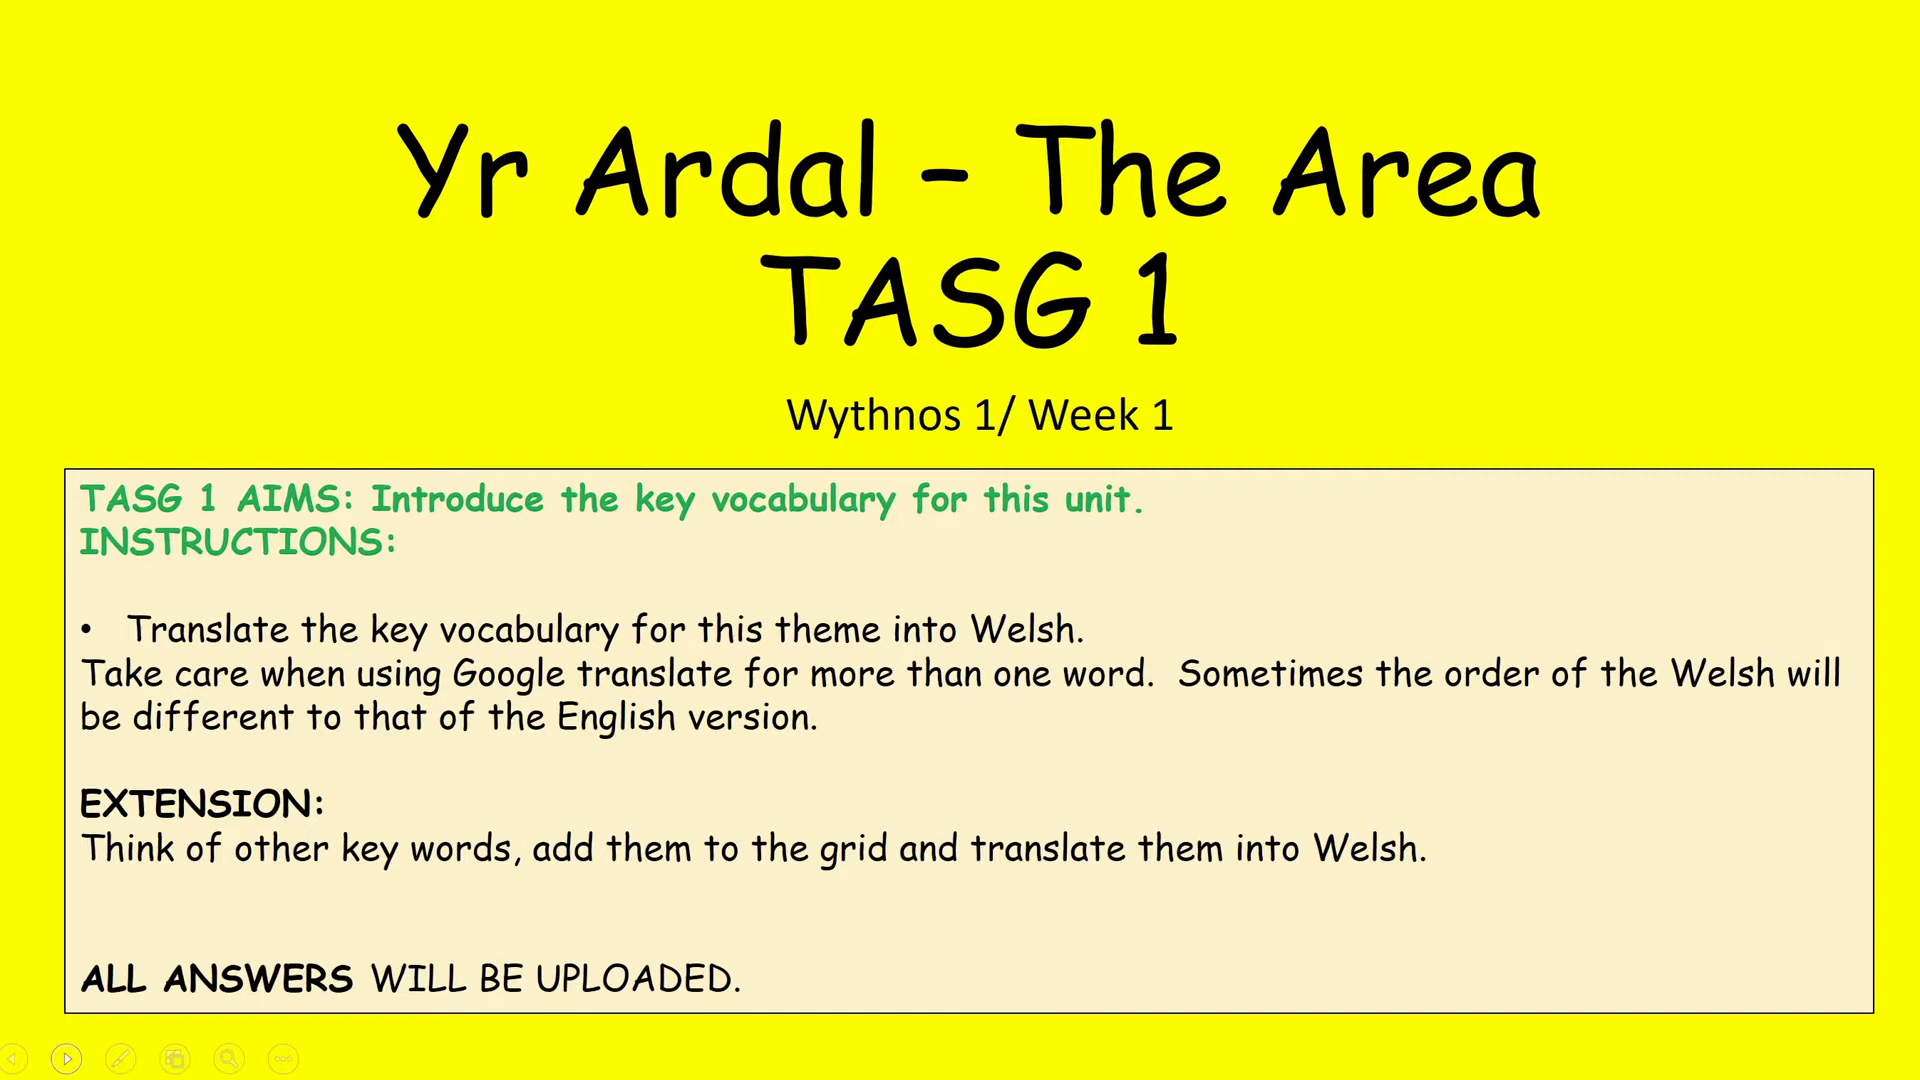 Yr Ardal – The Area
TASG 1
Wythnos 1/ Week 1
TASG 1 AIMS: Introduce the key vocabulary for this unit.
INSTRUCTIONS:
• Translate the key vocabulary for this theme into Welsh.
Take care when using Google translate for more than one word. Sometimes the order of the Welsh will
be different to that of the English version.
EXTENSION:
Think of other key words, add them to the grid and translate them into Welsh.
ALL ANSWERS WILL BE UPLOADED.